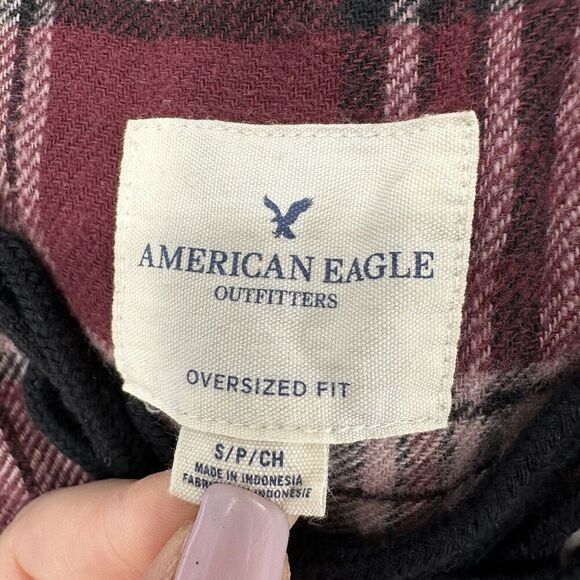 AMERICAN EAGLE
OUTFITTERS
OVERSIZED FIT
S/P/CH
MADE IN INDONESIA